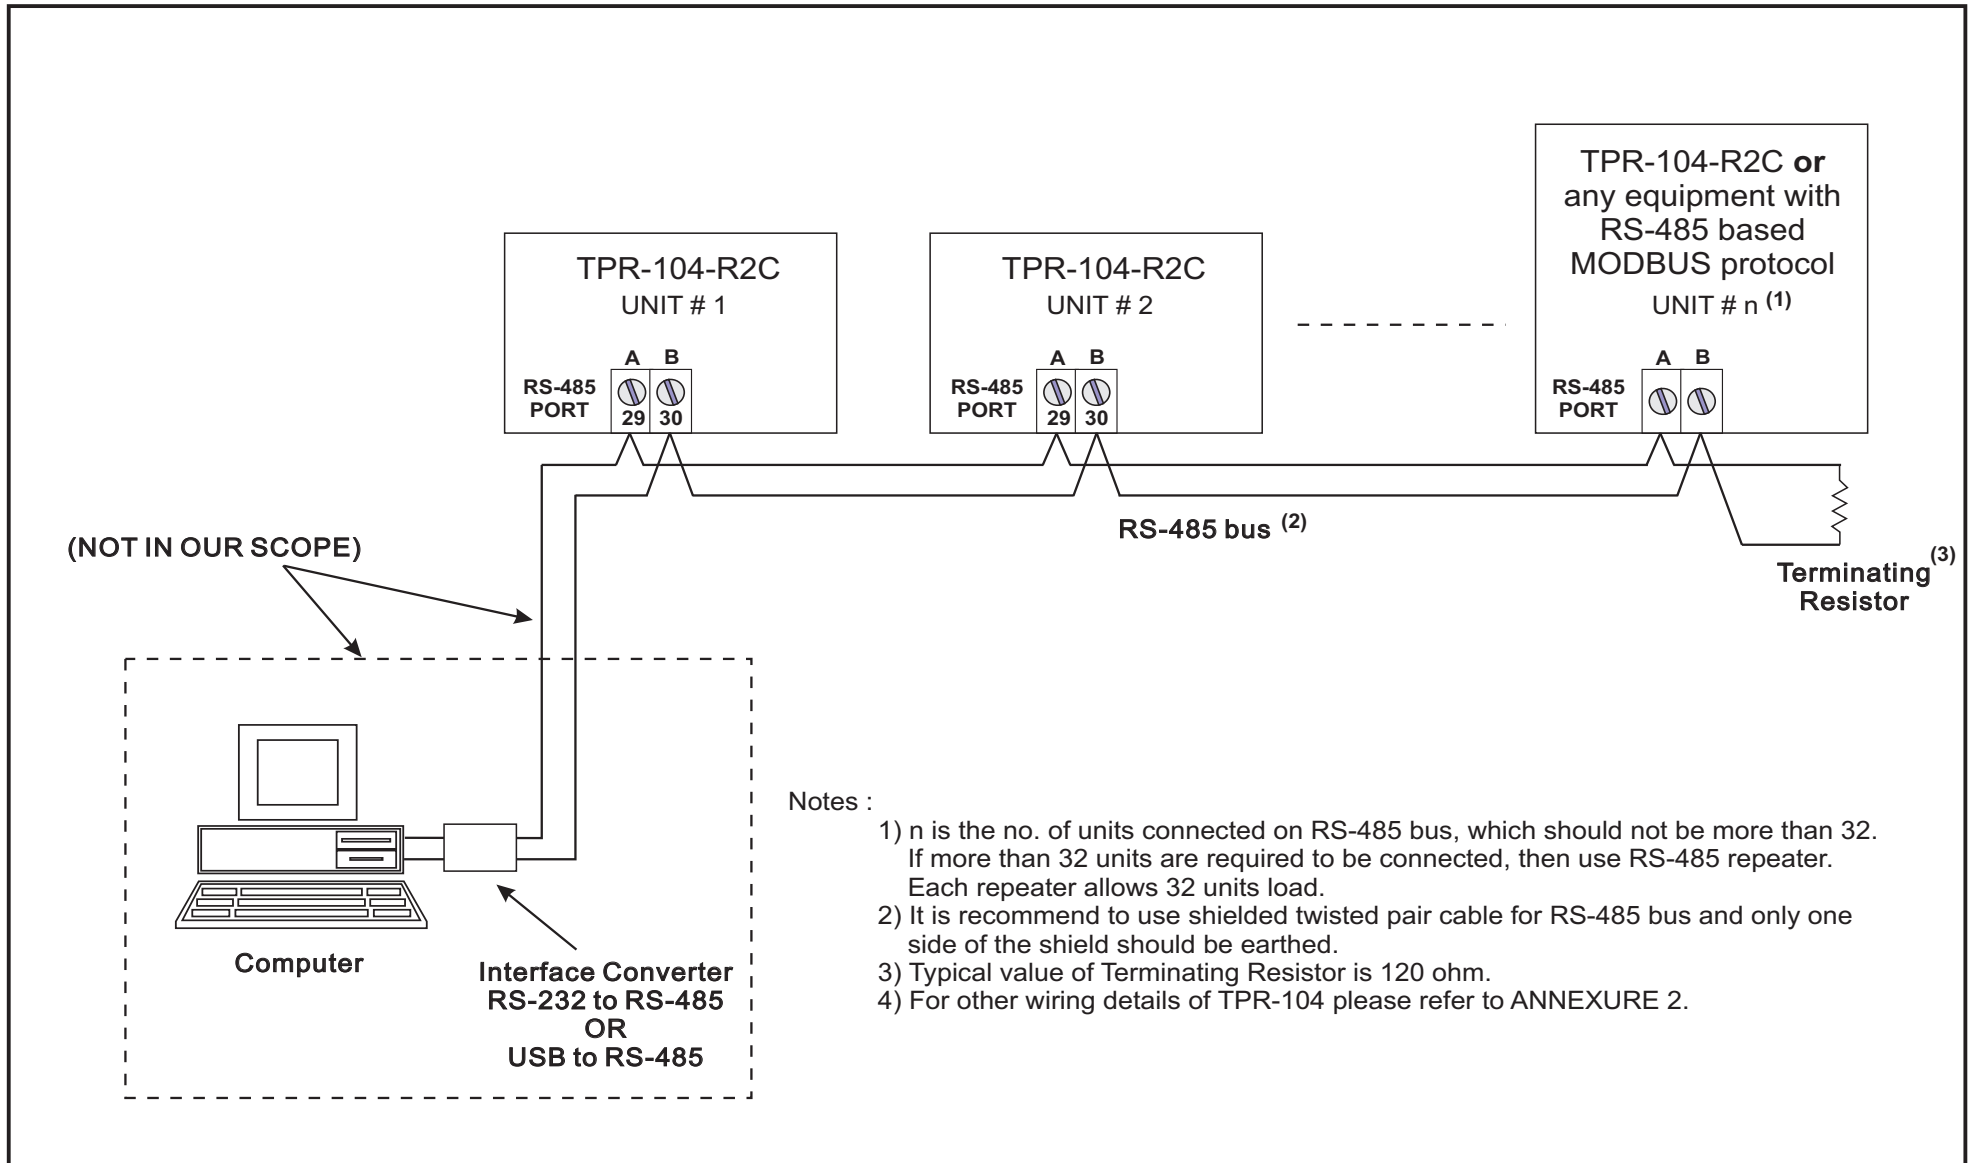 TPR-104-R2C
UNIT # 1
A B
RS-485
PORT
29 30
TPR-104-R2C
UNIT # 2
A B
RS-485
PORT
29 30
TPR-104-R2C or
any equipment with
RS-485 based
MODBUS protocol
UNIT # n (1)
A B
RS-485
PORT
RS-485 bus (2)
Terminating (3)
Resistor
(NOT IN OUR SCOPE)
Computer
Interface Converter
RS-232 to RS-485
OR
USB to RS-485
Notes :
1) n is the no. of units connected on RS-485 bus, which should not be more than 32.
If more than 32 units are required to be connected, then use RS-485 repeater.
Each repeater allows 32 units load.
2) It is recommend to use shielded twisted pair cable for RS-485 bus and only one
side of the shield should be earthed.
3) Typical value of Terminating Resistor is 120 ohm.
4) For other wiring details of TPR-104 please refer to ANNEXURE 2.